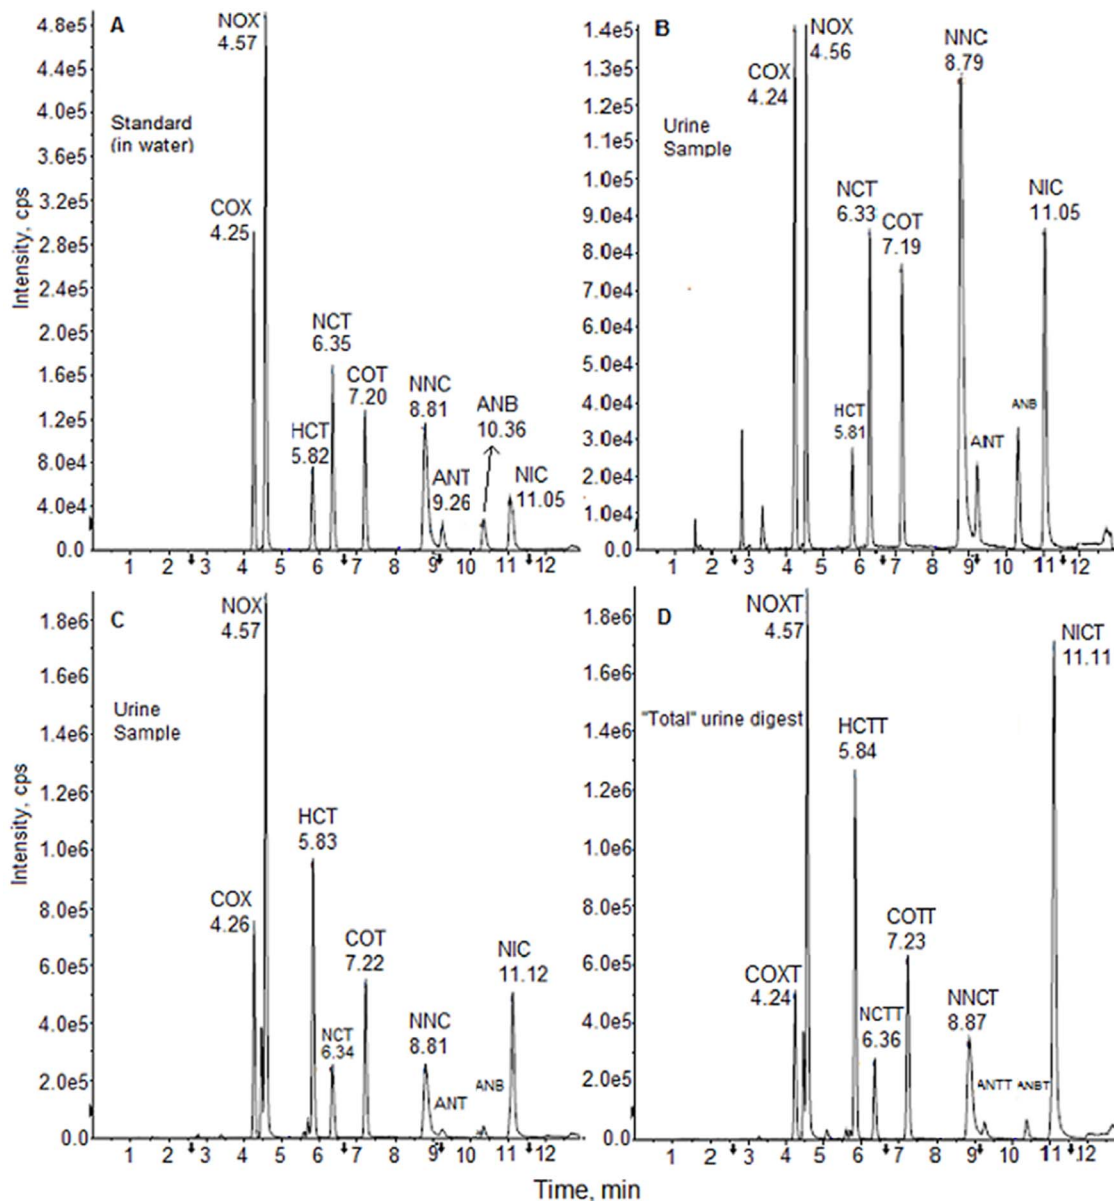 A
NOX
4.57
Standard
(in water)
COX
4.25
NCT
6.35
COT
7.20
HCT
5.82
NNC
8.81
ANB
10.36
ANT
9.26
NIC
11.05
Intensity, cps
4.8e5
4.4e5
4.0e5
3.6e5
3.2e5
2.8e5
2.4e5
2.0e5
1.6e5
1.2e5
8.0e4
4.0e4
0.0
1 2 3 4 5 6 7 8 9 10 11 12
B
NOX
4.56
COX
4.24
NNC
8.79
Urine
Sample
NCT
6.33
COT
7.19
NIC
11.05
HCT
5.81
ANT
ANB
1.4e5
1.3e5
1.2e5
1.1e5
1.0e5
9.0e4
8.0e4
7.0e4
6.0e4
5.0e4
4.0e4
3.0e4
2.0e4
1.0e4
0.0
1 2 3 4 5 6 7 8 9 10 11 12
C
NOX
4.57
Urine
Sample
HCT
5.83
COX
4.26
COT
7.22
NIC
11.12
NCT
6.34
NNC
8.81
ANT
ANB
Intensity, cps
1.8e6
1.6e6
1.4e6
1.2e6
1.0e6
8.0e5
6.0e5
4.0e5
2.0e5
0.0
1 2 3 4 5 6 7 8 9 10 11 12
D
NOXT
4.57
NICT
11.11
"Total" urine digest
HCTT
5.84
COTT
7.23
COXT
4.24
NCTT
6.36
NNCT
8.87
ANTT
ANBT
1.8e6
1.6e6
1.4e6
1.2e6
1.0e6
8.0e5
6.0e5
4.0e5
2.0e5
0.0
1 2 3 4 5 6 7 8 9 10 11 12
Time, min